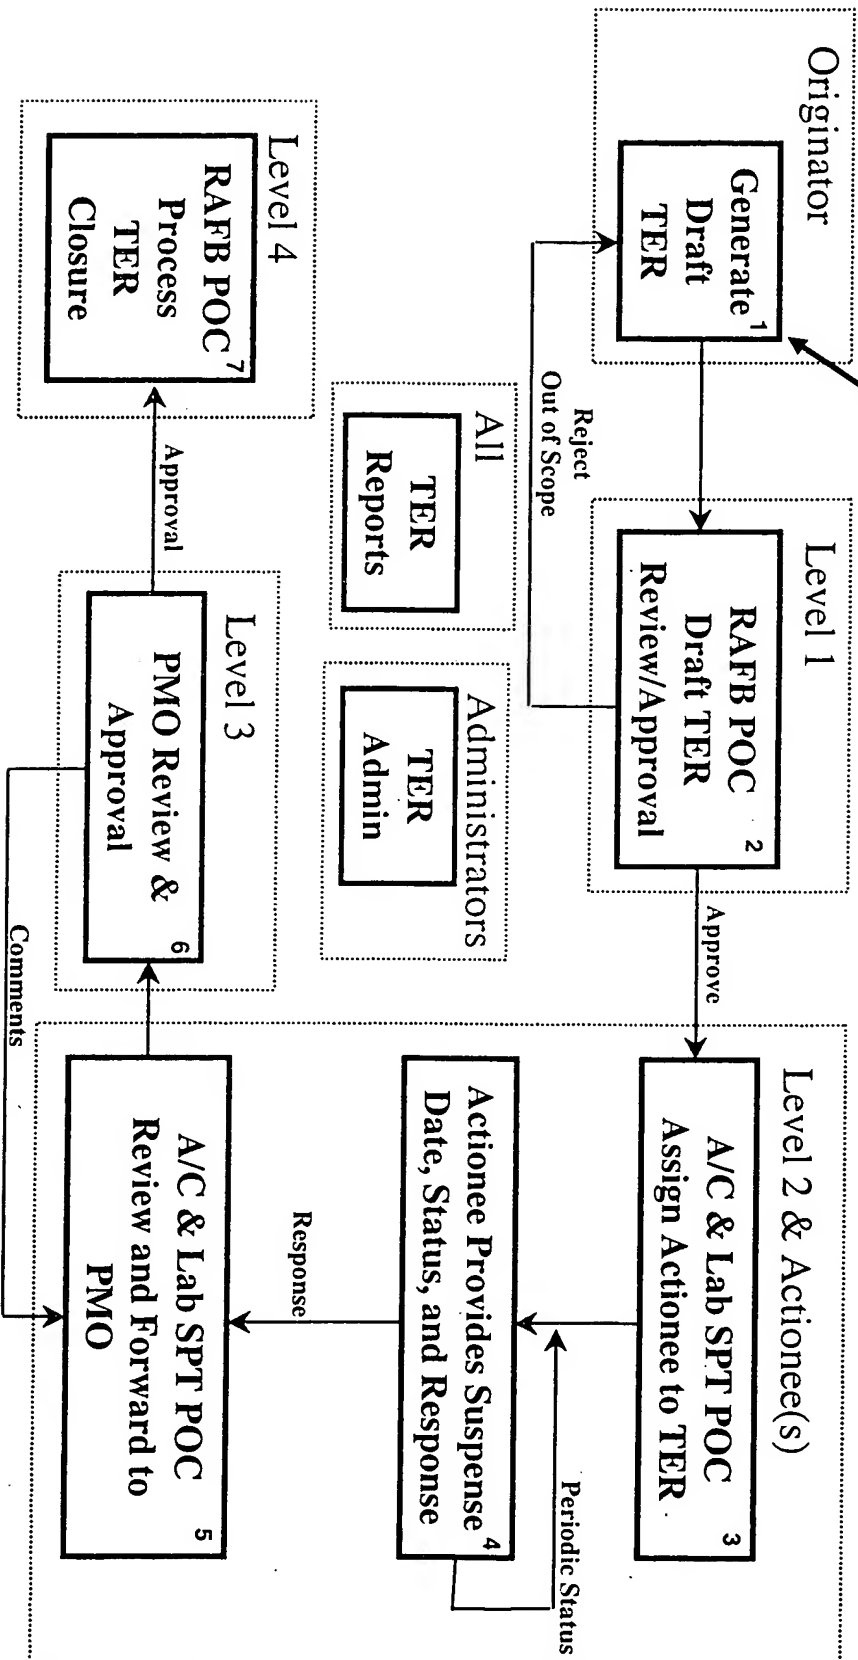 Originator
Generate
Draft
TER
1
Level 1
RAFB POC
Draft TER
Review/Approval
2
Approve
Reject
Out of Scope
Level 2 & Actionee(s)
A/C & Lab SPT POC
Assign Actionee to TER
3
Periodic Status
Actionee Provides Suspense
Date, Status, and Response
4
Response
A/C & Lab SPT POC
Review and Forward to
PMO
5
All
TER
Reports
Administrators
TER
Admin
Level 3
PMO Review &
Approval
6
Comments
Approval
Level 4
RAFB POC
Process
TER
Closure
7